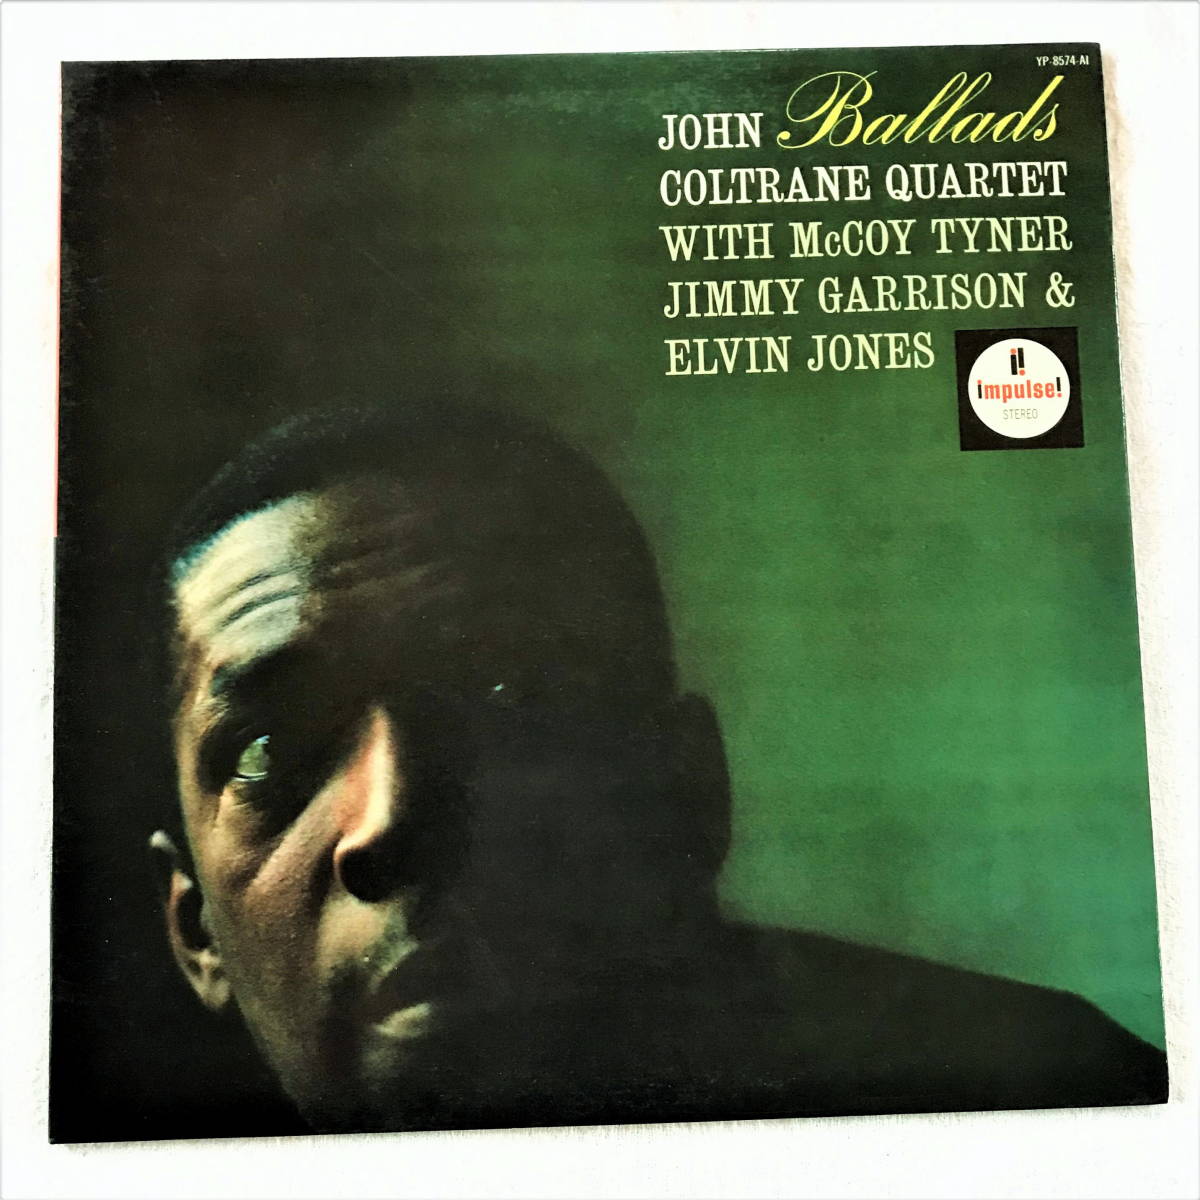 YP-8574-AI
JOHN Ballads
COLTRANE QUARTET
WITH McCOY TYNER
JIMMY GARRISON &
ELVIN JONES
i!
impulse!
STEREO